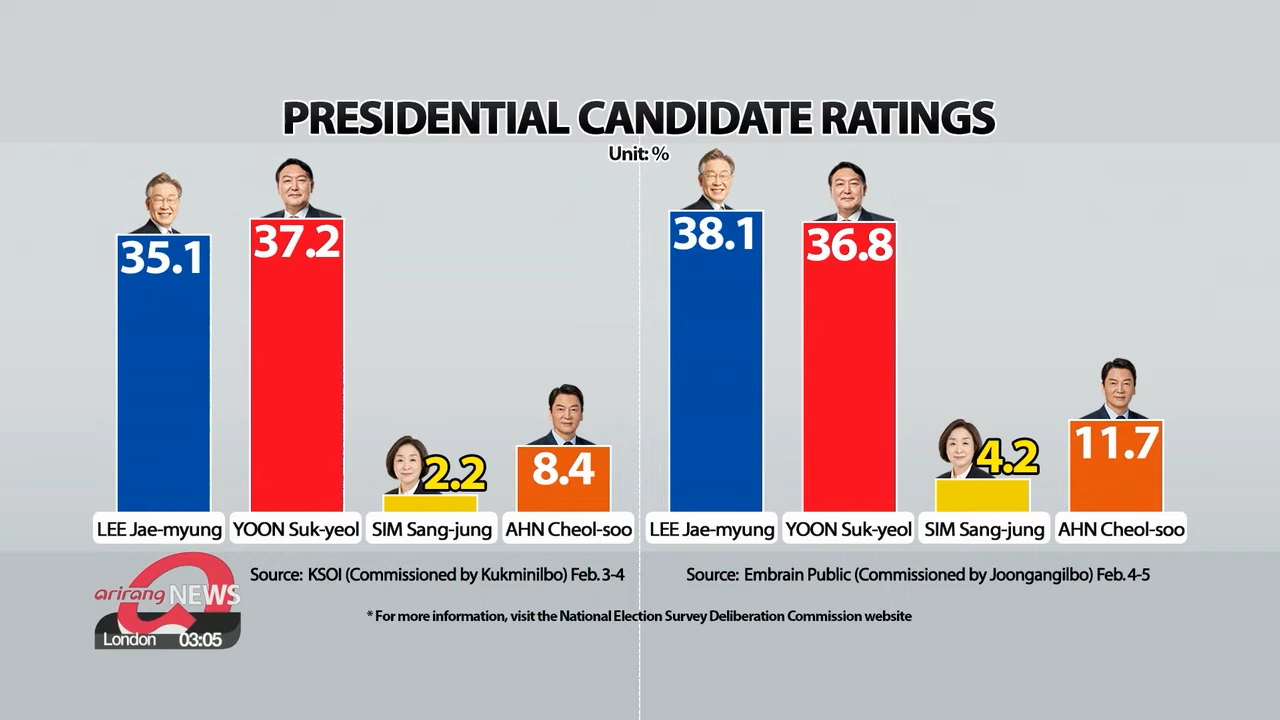 PRESIDENTIAL CANDIDATE RATINGS
Unit: %
35.1
37.2
2.2
8.4
LEE Jae-myung
YOON Suk-yeol
SIM Sang-jung
AHN Cheol-soo
Source: KSOI (Commissioned by Kukminilbo) Feb. 3-4
38.1
36.8
4.2
11.7
LEE Jae-myung
YOON Suk-yeol
SIM Sang-jung
AHN Cheol-soo
Source: Embrain Public (Commissioned by Joongangilbo) Feb. 4-5
* For more information, visit the National Election Survey Deliberation Commission website
arirang NEWS
London 03:05